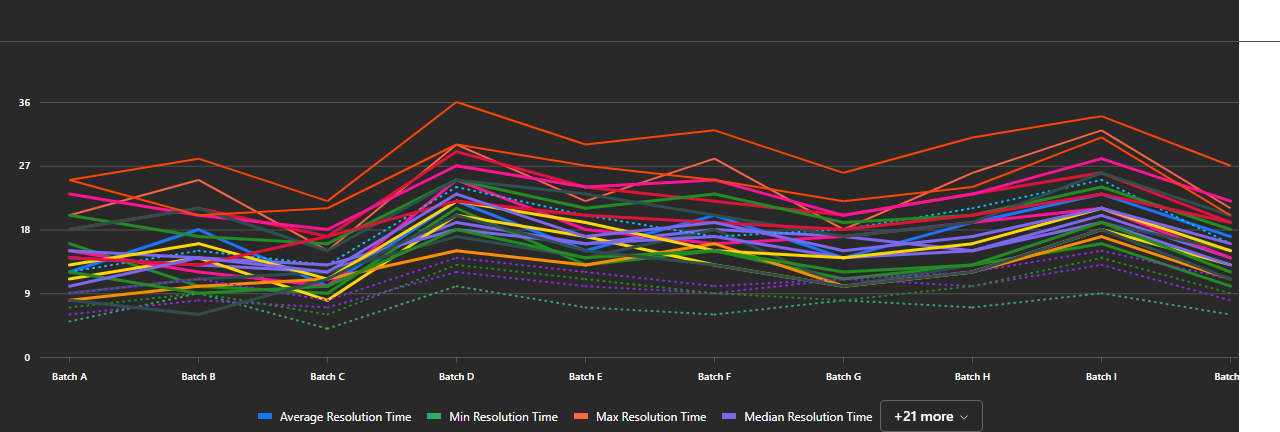 36
27
18
9
0
Batch A Batch B Batch C Batch D Batch E Batch F Batch G Batch H Batch I Batch
Average Resolution Time Min Resolution Time Max Resolution Time Median Resolution Time +21 more